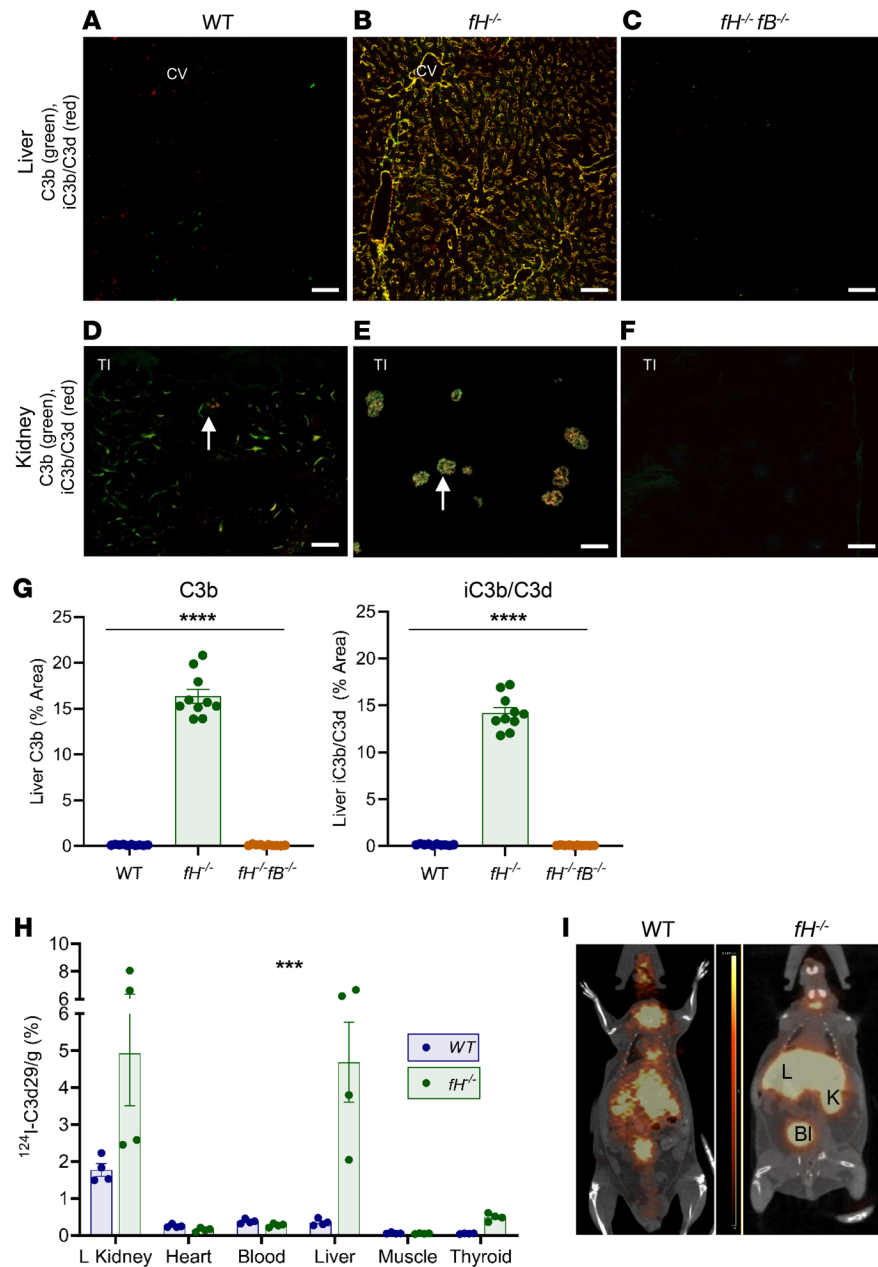 A WT B fH-/- C fH-/- fB-/-
Liver
C3b (green),
iC3b/C3d (red)
CV
CV
D E F
Kidney
C3b (green),
iC3b/C3d (red)
TI
TI
TI
G C3b iC3b/C3d
**** ****
Liver C3b (% Area)
25
20
15
10
5
0
WT fH-/- fH-/-fB-/-
Liver iC3b/C3d (% Area)
25
20
15
10
5
0
WT fH-/- fH-/-fB-/-
H
***
124I-C3d29/g (%)
10
8
6
5
4
3
2
1
0
WT
fH-/-
L Kidney Heart Blood Liver Muscle Thyroid
I WT fH-/-
L
K
Bl